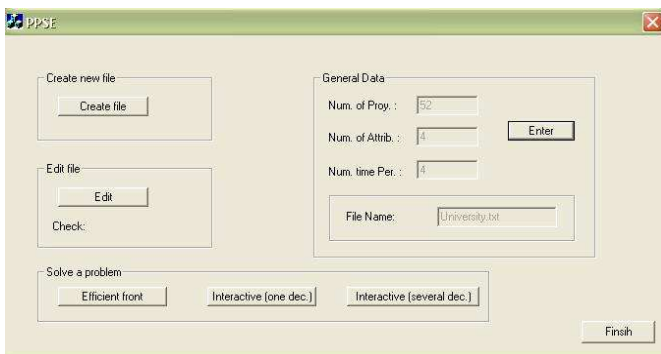 PPSE
Create new file
Create file
Edit file
Edit
Check:
General Data
Num. of Proy. : 52
Num. of Attrib. : 4
Enter
Num. time Per. : 4
File Name: University.txt
Solve a problem
Efficient front
Interactive (one dec.)
Interactive (several dec.)
Finsih